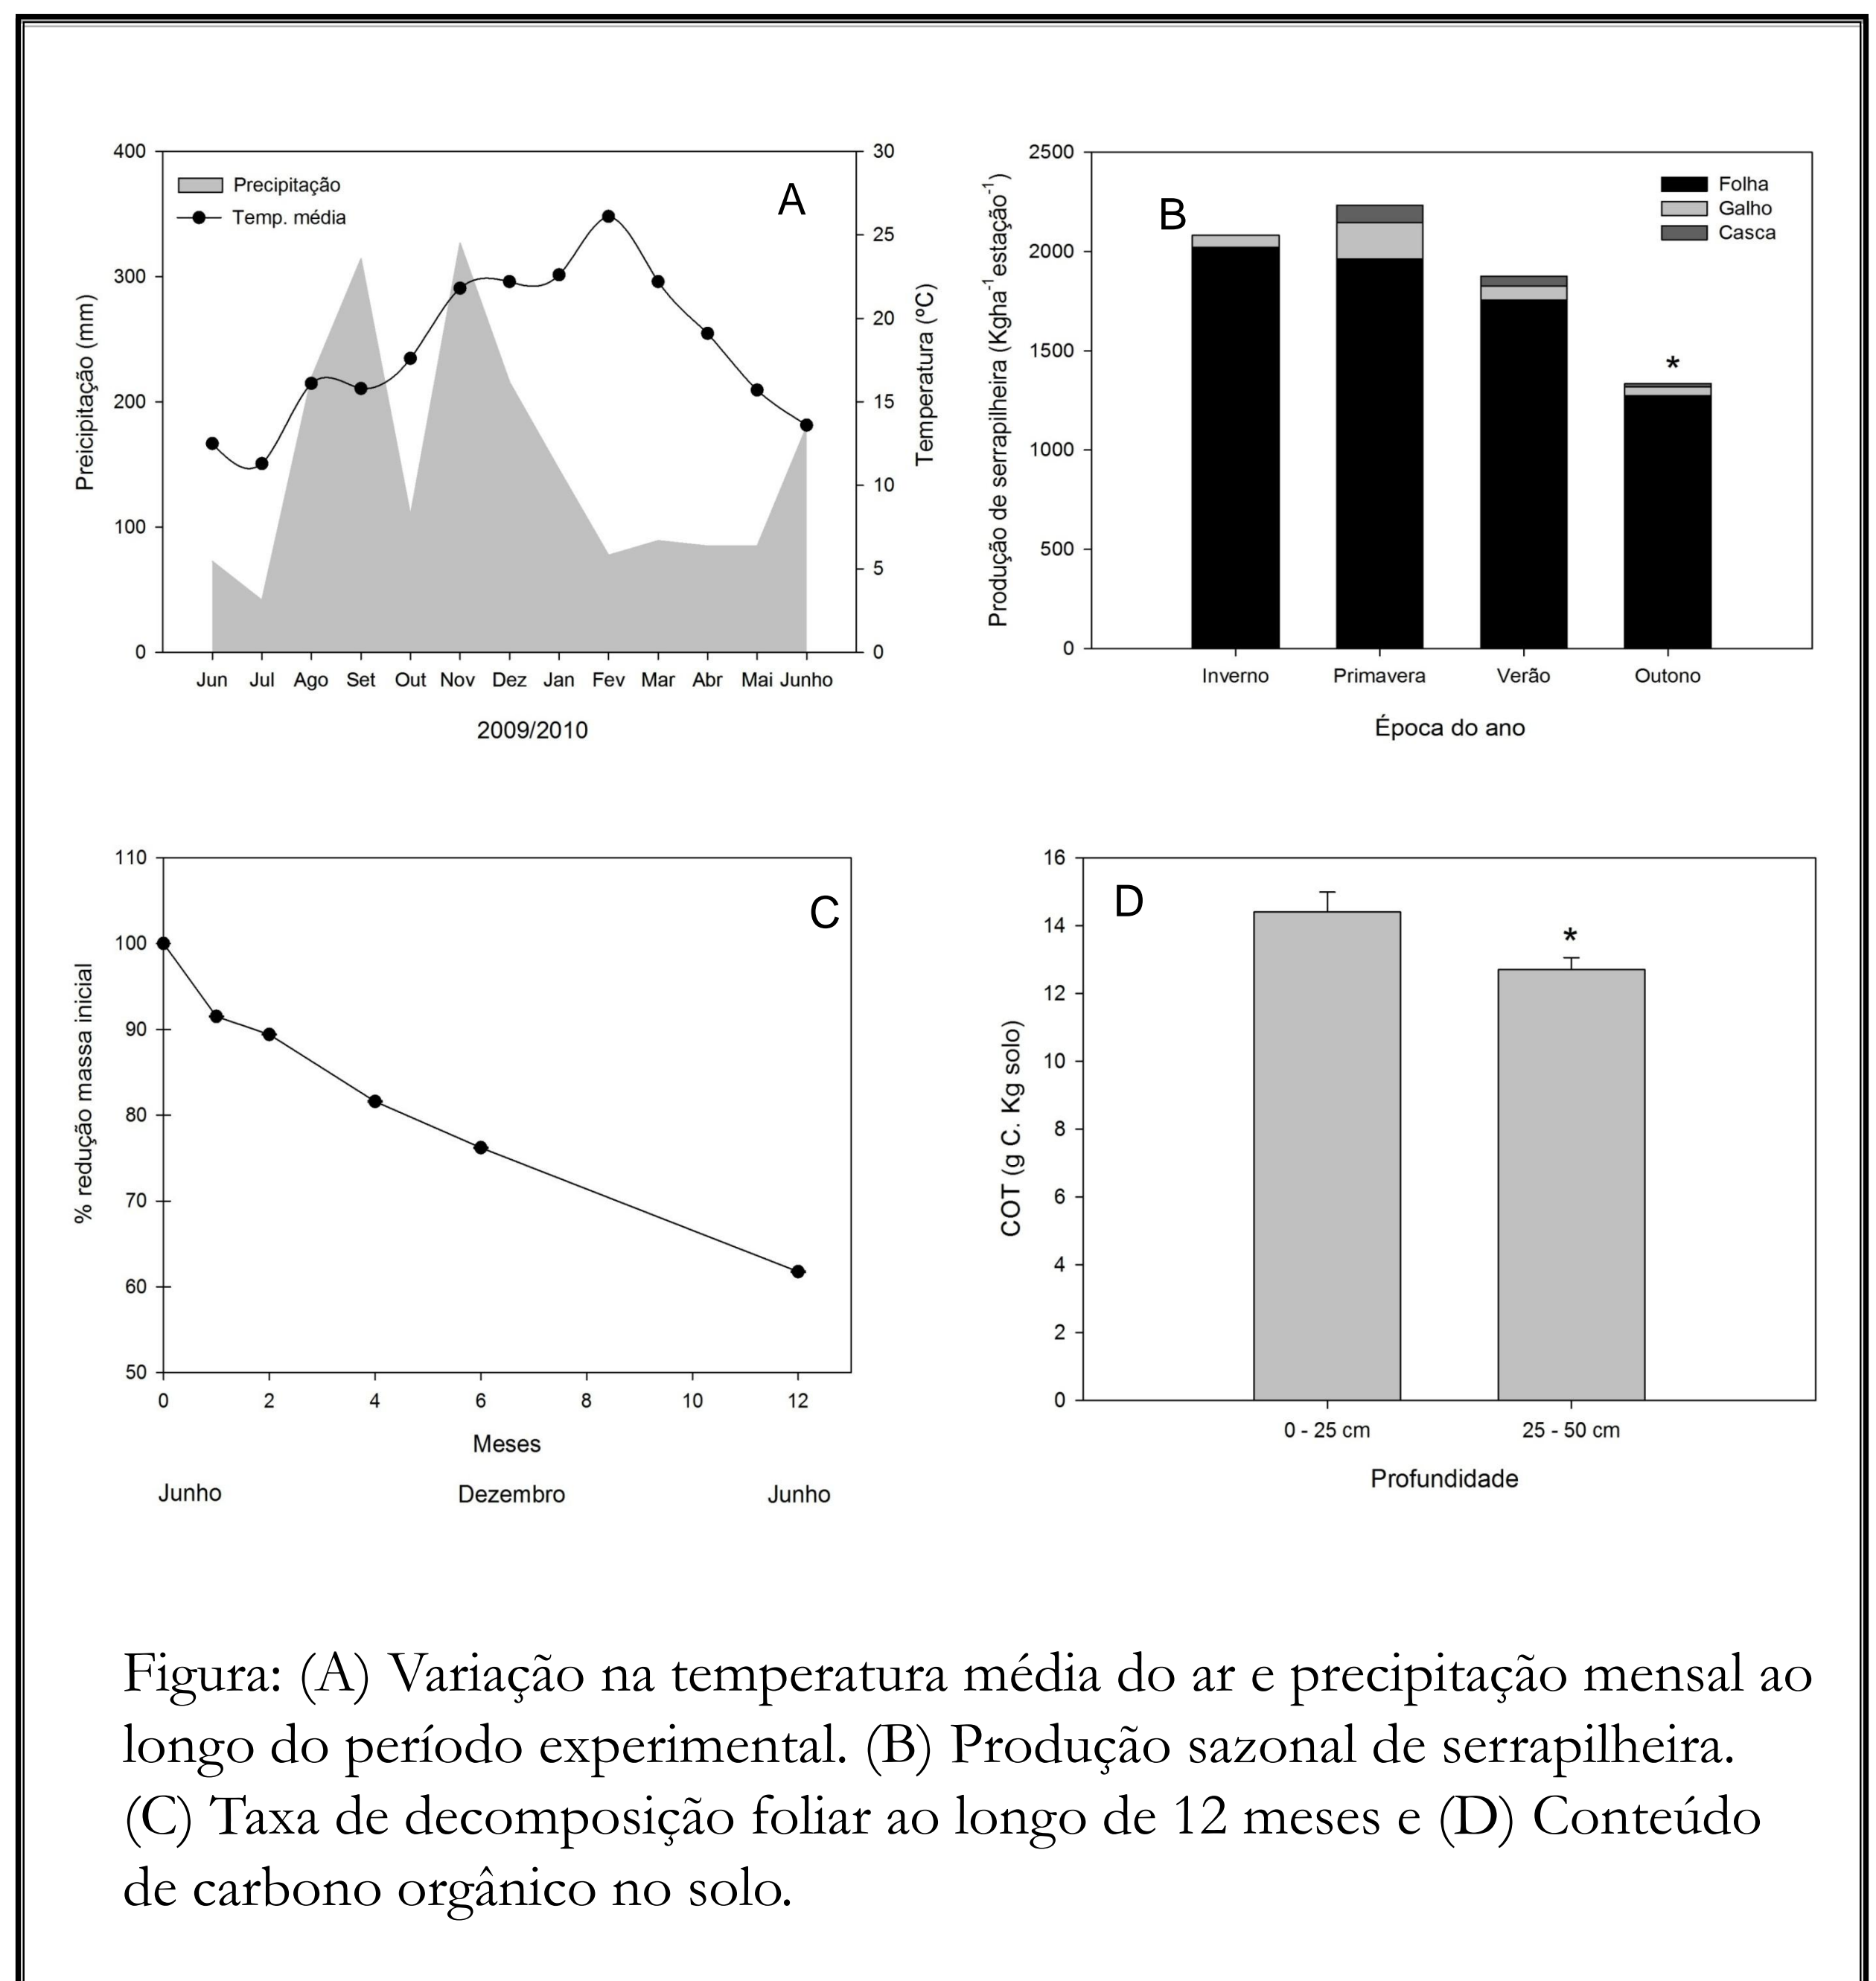 400
300
200
100
0
Preicipitação (mm)
Precipitação
Temp. média
A
30
25
20
15
10
5
0
Temperatura (ºC)
Jun Jul Ago Set Out Nov Dez Jan Fev Mar Abr Mai Junho
2009/2010
2500
2000
1500
1000
500
0
Produção de serrapilheira (Kgha⁻¹estação⁻¹)
B
Folha
Galho
Casca
*
Inverno Primavera Verão Outono
Época do ano
110
100
90
80
70
60
50
% redução massa inicial
C
0 2 4 6 8 10 12
Meses
Junho Dezembro Junho
16
14
12
10
8
6
4
2
0
COT (g C. Kg solo)
D
*
0 - 25 cm 25 - 50 cm
Profundidade
Figura: (A) Variação na temperatura média do ar e precipitação mensal ao
longo do período experimental. (B) Produção sazonal de serrapilheira.
(C) Taxa de decomposição foliar ao longo de 12 meses e (D) Conteúdo
de carbono orgânico no solo.